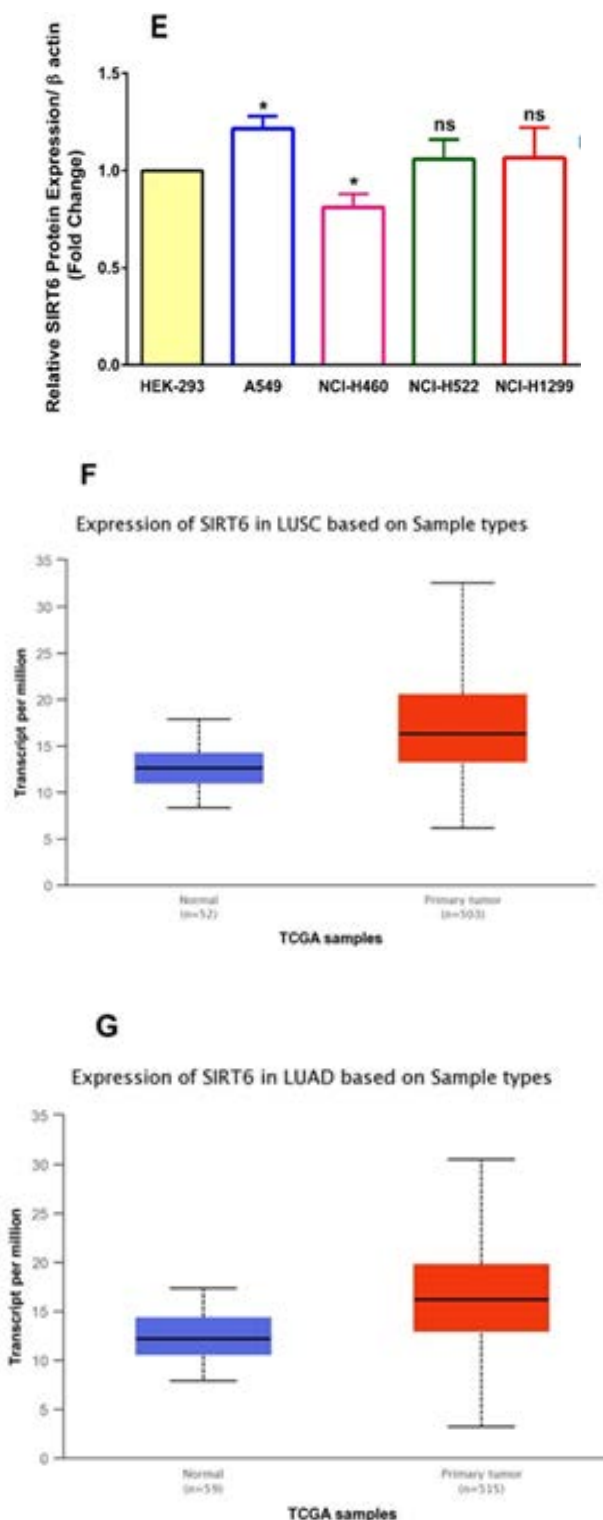 E
Relative SIRT6 Protein Expression/ β actin
(Fold Change)
1.5
1.0
0.5
0.0
*
*
ns
ns
HEK-293 A549 NCI-H460 NCI-H522 NCI-H1299
F
Expression of SIRT6 in LUSC based on Sample types
Transcript per million
35
30
25
20
15
10
5
0
Normal Primary tumor
(n=52) (n=503)
TCGA samples
G
Expression of SIRT6 in LUAD based on Sample types
Transcript per million
35
30
25
20
15
10
5
0
Normal Primary tumor
(n=59) (n=515)
TCGA samples